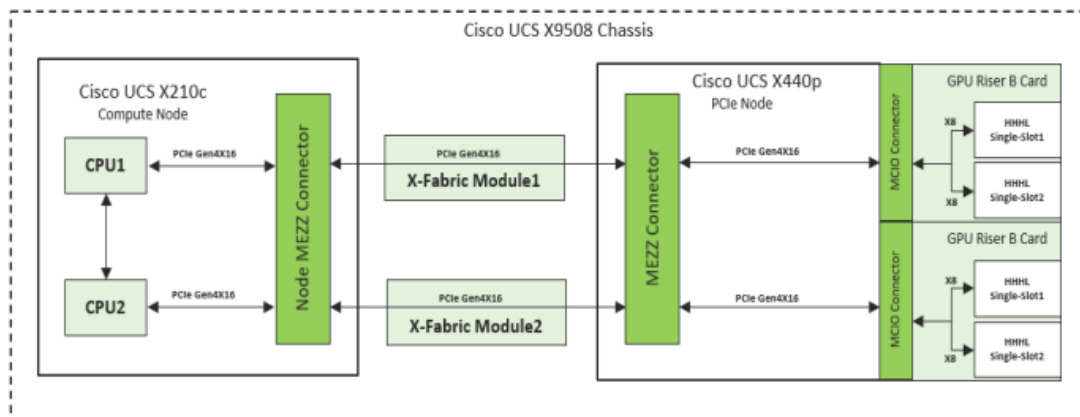 Cisco UCS X9508 Chassis
Cisco UCS X210c
Compute Node
CPU1
PCIe Gen4X16
CPU2
PCIe Gen4X16
Node MEZZ Connector
PCIe Gen4X16
X-Fabric Module1
PCIe Gen4X16
X-Fabric Module2
Cisco UCS X440p
PCIe Node
MEZZ Connector
PCIe Gen4X16
PCIe Gen4X16
MCIO Connector
GPU Riser B Card
X8
HHHL
Single-Slot1
X8
HHHL
Single-Slot2
MCIO Connector
GPU Riser B Card
X8
HHHL
Single-Slot1
X8
HHHL
Single-Slot2